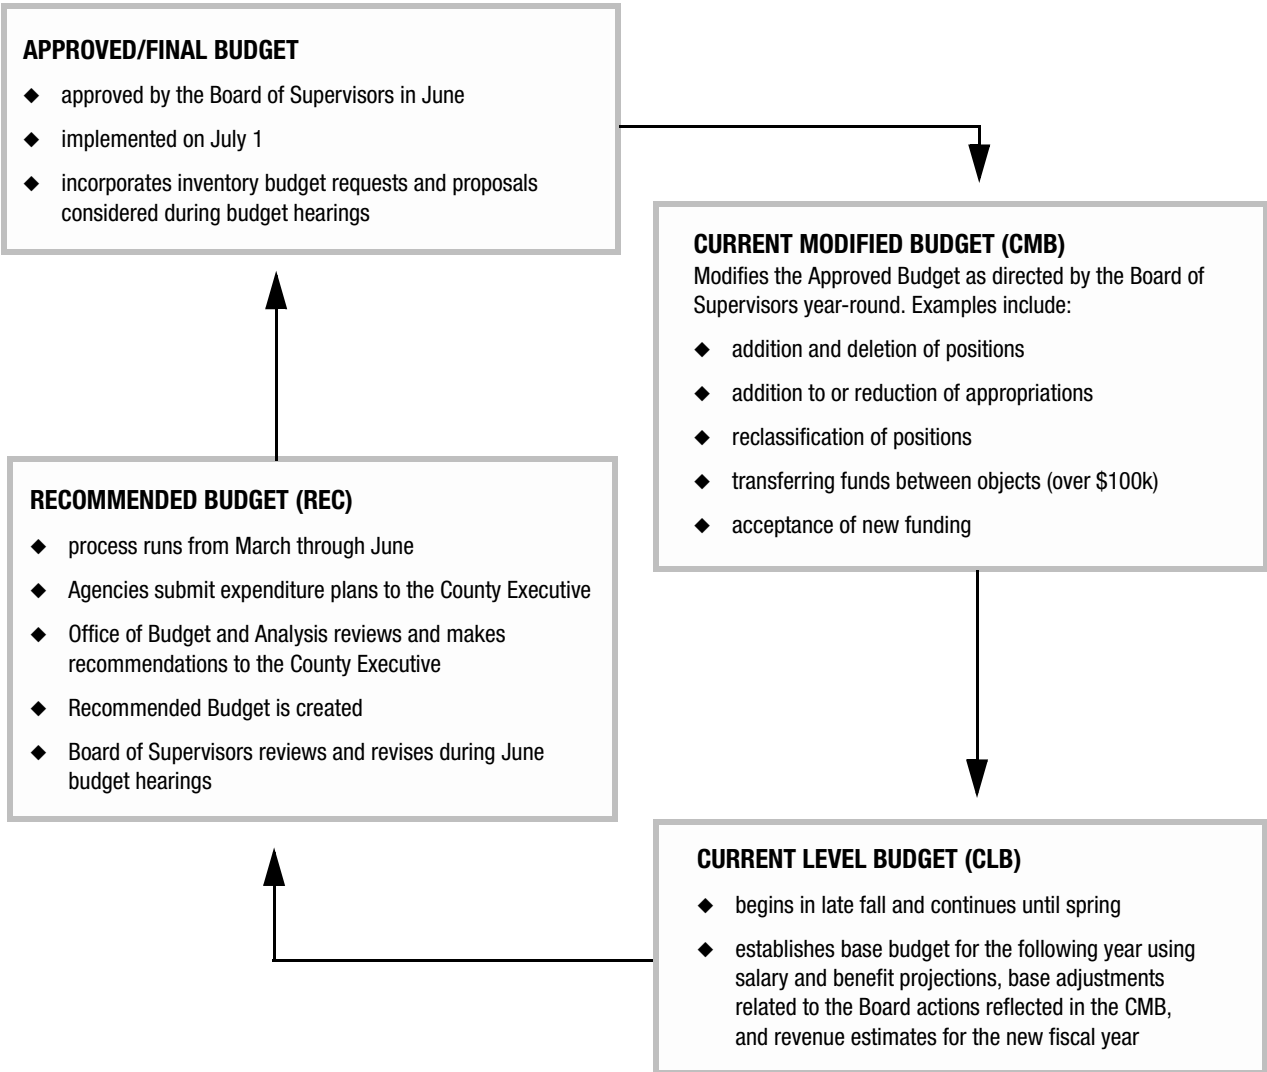 APPROVED/FINAL BUDGET
◆ approved by the Board of Supervisors in June
◆ implemented on July 1
◆ incorporates inventory budget requests and proposals
considered during budget hearings
CURRENT MODIFIED BUDGET (CMB)
Modifies the Approved Budget as directed by the Board of
Supervisors year-round. Examples include:
◆ addition and deletion of positions
◆ addition to or reduction of appropriations
◆ reclassification of positions
◆ transferring funds between objects (over $100k)
◆ acceptance of new funding
RECOMMENDED BUDGET (REC)
◆ process runs from March through June
◆ Agencies submit expenditure plans to the County Executive
◆ Office of Budget and Analysis reviews and makes
recommendations to the County Executive
◆ Recommended Budget is created
◆ Board of Supervisors reviews and revises during June
budget hearings
CURRENT LEVEL BUDGET (CLB)
◆ begins in late fall and continues until spring
◆ establishes base budget for the following year using
salary and benefit projections, base adjustments
related to the Board actions reflected in the CMB,
and revenue estimates for the new fiscal year